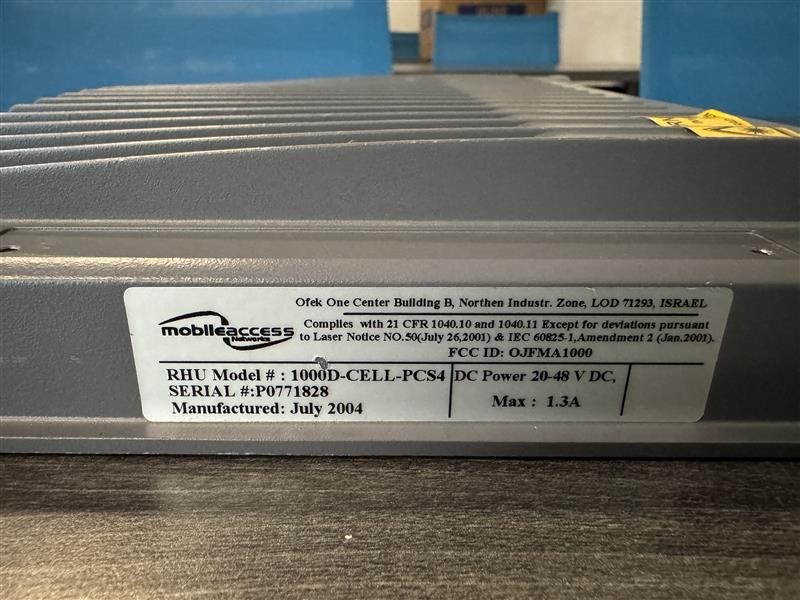 Ofek One Center Building B, Northen Industr. Zone, LOD 71293, ISRAEL
mobileaccess
Networks
Complies with 21 CFR 1040.10 and 1040.11 Except for deviations pursuant
to Laser Notice NO.50(July 26,2001) & IEC 60825-1,Amendment 2 (Jan.2001).
FCC ID: OJFMA1000
RHU Model # : 1000D-CELL-PCS4
SERIAL #:P0771828
Manufactured: July 2004
DC Power 20-48 V DC,
Max : 1.3A